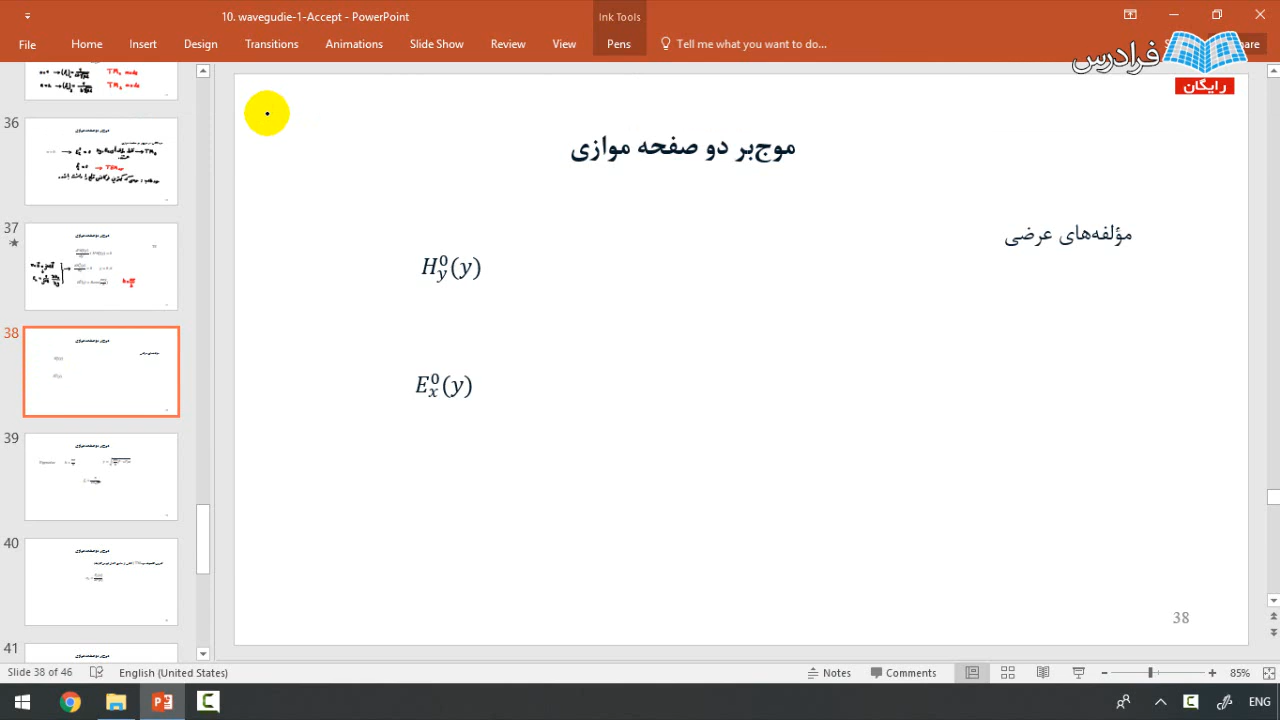 10. wavegudie-1-Accept - PowerPoint
Ink Tools
File Home Insert Design Transitions Animations Slide Show Review View Pens Tell me what you want to do...
فرادرس
رایگان
36
37
38
39
40
41
موج‌بر دو صفحه موازی
مؤلفه‌های عرضی
H_y^0(y)
E_x^0(y)
38
Slide 38 of 46 English (United States) Notes Comments 85%
ENG